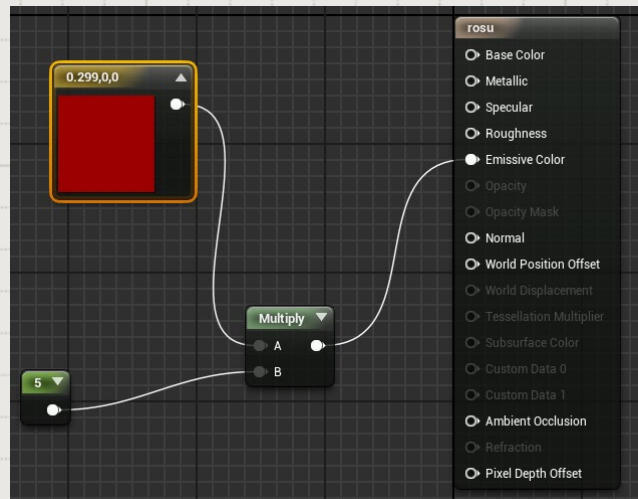 0.299,0,0
Multiply
A
B
5
rosu
Base Color
Metallic
Specular
Roughness
Emissive Color
Opacity
Opacity Mask
Normal
World Position Offset
World Displacement
Tessellation Multiplier
Subsurface Color
Custom Data 0
Custom Data 1
Ambient Occlusion
Refraction
Pixel Depth Offset